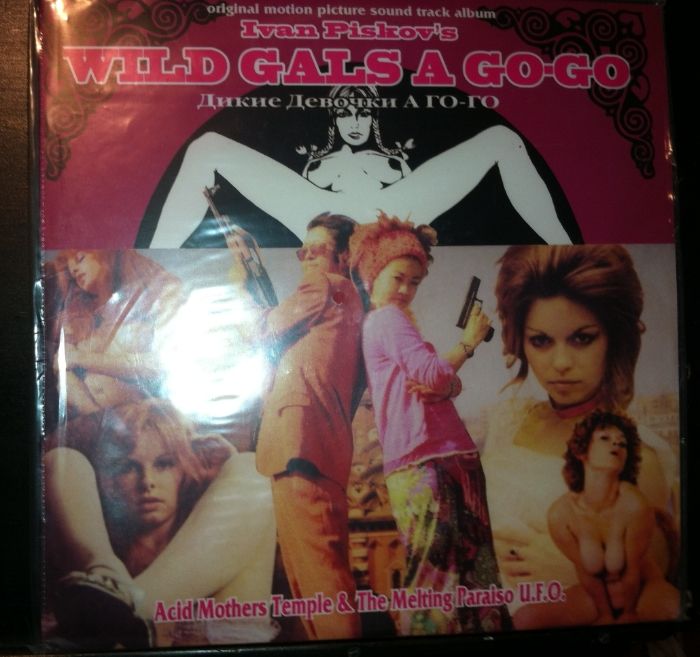 original motion picture sound track album
Ivan Piskov's
WILD GALS A GO-GO
Дикие Девочки А ГО-ГО
Acid Mothers Temple & The Melting Paraiso U.F.O.